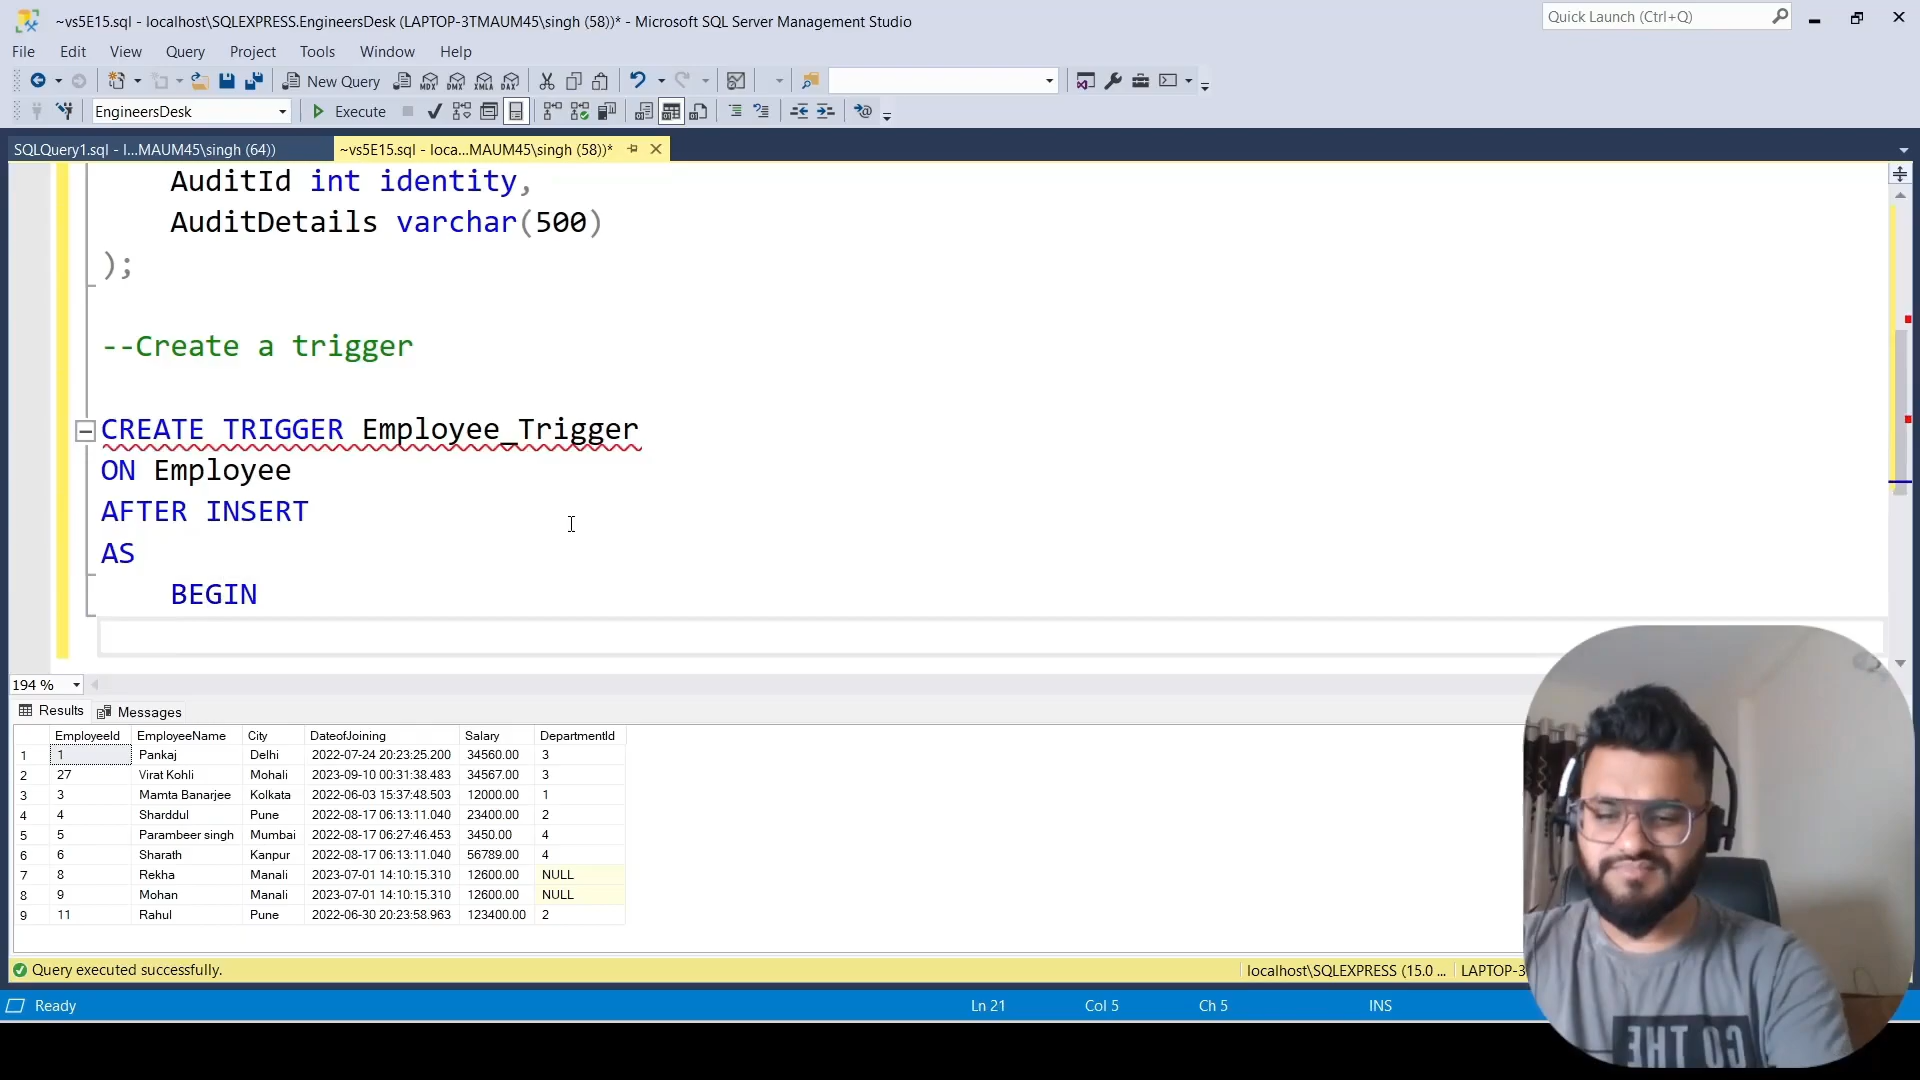 ~vs5E15.sql - localhost\SQLEXPRESS.EngineersDesk (LAPTOP-3TMAUM45\singh (58))* - Microsoft SQL Server Management Studio
Quick Launch (Ctrl+Q)
File Edit View Query Project Tools Window Help
New Query
MDX DMX XMLA DAX
EngineersDesk
Execute
SQLQuery1.sql - l...MAUM45\singh (64))
~vs5E15.sql - loca...MAUM45\singh (58))*
AuditId int identity,
AuditDetails varchar(500)
);
--Create a trigger
CREATE TRIGGER Employee_Trigger
ON Employee
AFTER INSERT
AS
BEGIN
194 %
Results Messages
EmployeeId EmployeeName City DateofJoining Salary DepartmentId
1 1 Pankaj Delhi 2022-07-24 20:23:25.200 34560.00 3
2 27 Virat Kohli Mohali 2023-09-10 00:31:38.483 34567.00 3
3 3 Mamta Banarjee Kolkata 2022-06-03 15:37:48.503 12000.00 1
4 4 Sharddul Pune 2022-08-17 06:13:11.040 23400.00 2
5 5 Parambeer singh Mumbai 2022-08-17 06:27:46.453 3450.00 4
6 6 Sharath Kanpur 2022-08-17 06:13:11.040 56789.00 4
7 8 Rekha Manali 2023-07-01 14:10:15.310 12600.00 NULL
8 9 Mohan Manali 2023-07-01 14:10:15.310 12600.00 NULL
9 11 Rahul Pune 2022-06-30 20:23:58.963 123400.00 2
Query executed successfully.
localhost\SQLEXPRESS (15.0 ...
LAPTOP-3
Ready
Ln 21
Col 5
Ch 5
INS
GO THE